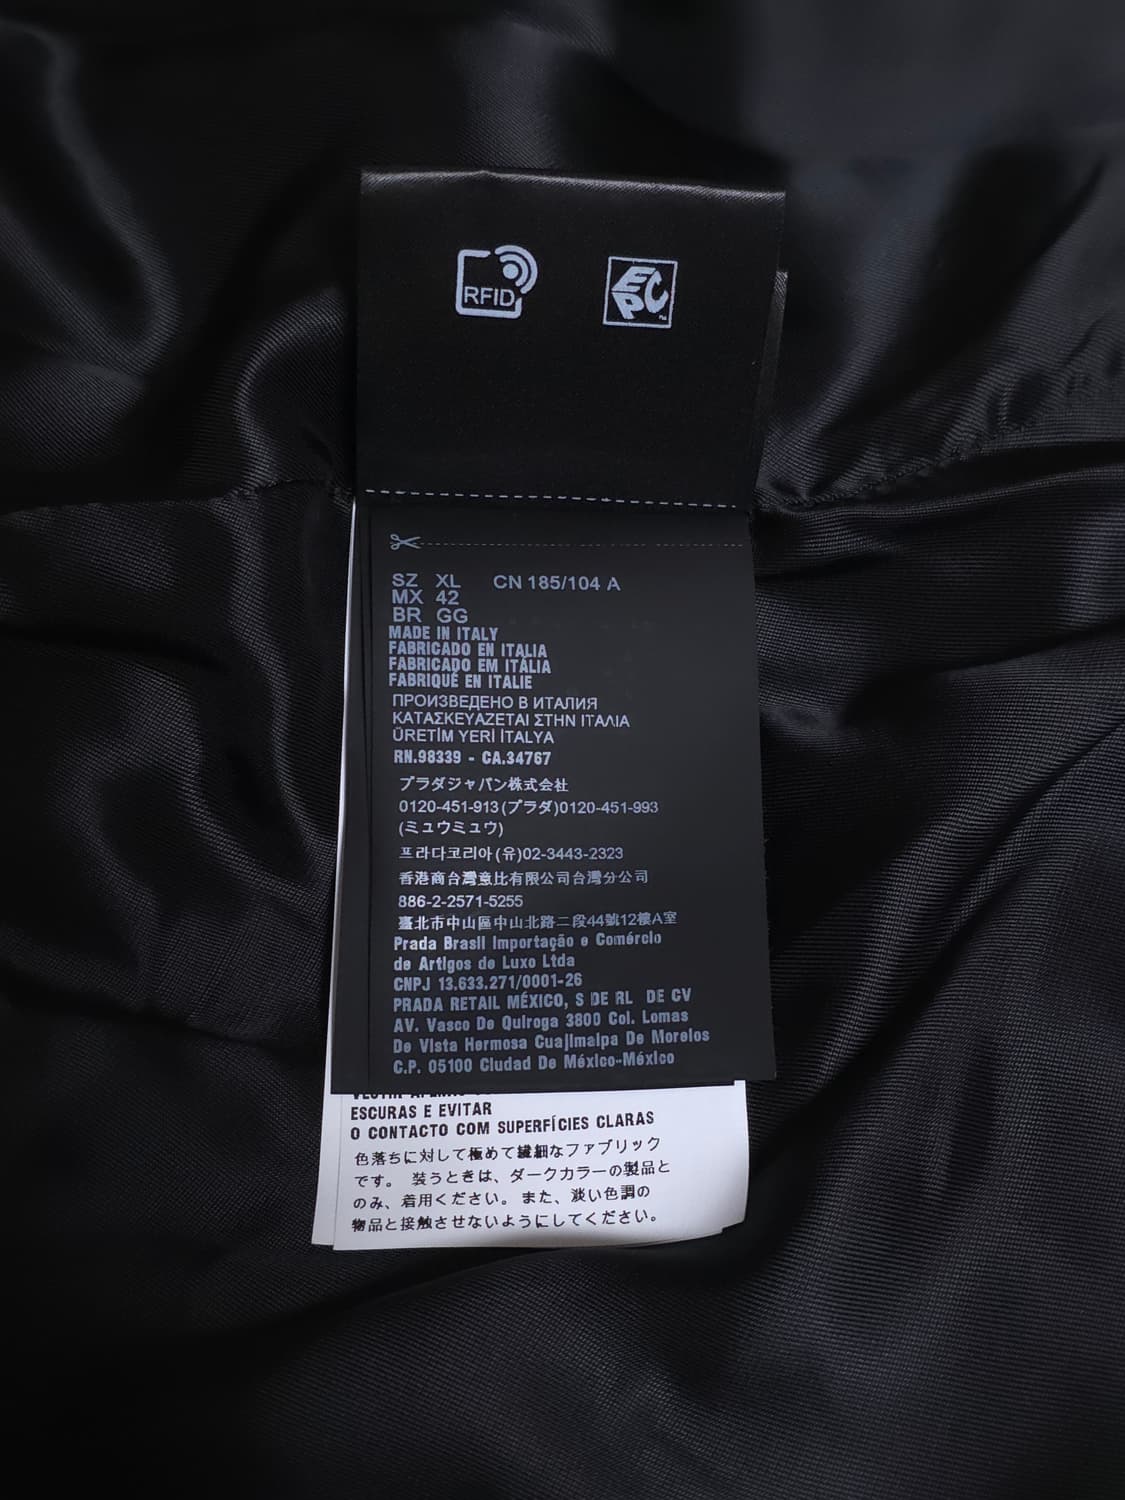 RFID
EPC
SZ XL CN 185/104 A
MX 42
BR GG
MADE IN ITALY
FABRICADO EN ITALIA
FABRICADO EM ITÁLIA
FABRIQUÉ EN ITALIE
ПРОИЗВЕДЕНО В ИТАЛИЯ
ΚΑΤΑΣΚΕΥΑΖΕΤΑΙ ΣΤΗΝ ΙΤΑΛΙΑ
ÜRETİM YERİ İTALYA
RN.98339 - CA.34767
プラダジャパン株式会社
0120-451-913(プラダ)0120-451-993
(ミュウミュウ)
프라다코리아(유)02-3443-2323
香港商台灣意比有限公司台灣分公司
886-2-2571-5255
臺北市中山區中山北路二段44號12樓A室
Prada Brasil Importação e Comércio
de Artigos de Luxo Ltda
CNPJ 13.633.271/0001-26
PRADA RETAIL MÉXICO, S DE RL DE CV
AV. Vasco De Quiroga 3800 Col. Lomas
De Vista Hermosa Cuajimalpa De Morelos
C.P. 05100 Ciudad De México-México
ESCURAS E EVITAR
O CONTACTO COM SUPERFÍCIES CLARAS
色落ちに対して極めて繊細なファブリック
です。 装うときは、ダークカラーの製品と
のみ、着用ください。また、淡い色調の
物品と接触させないようにしてください。